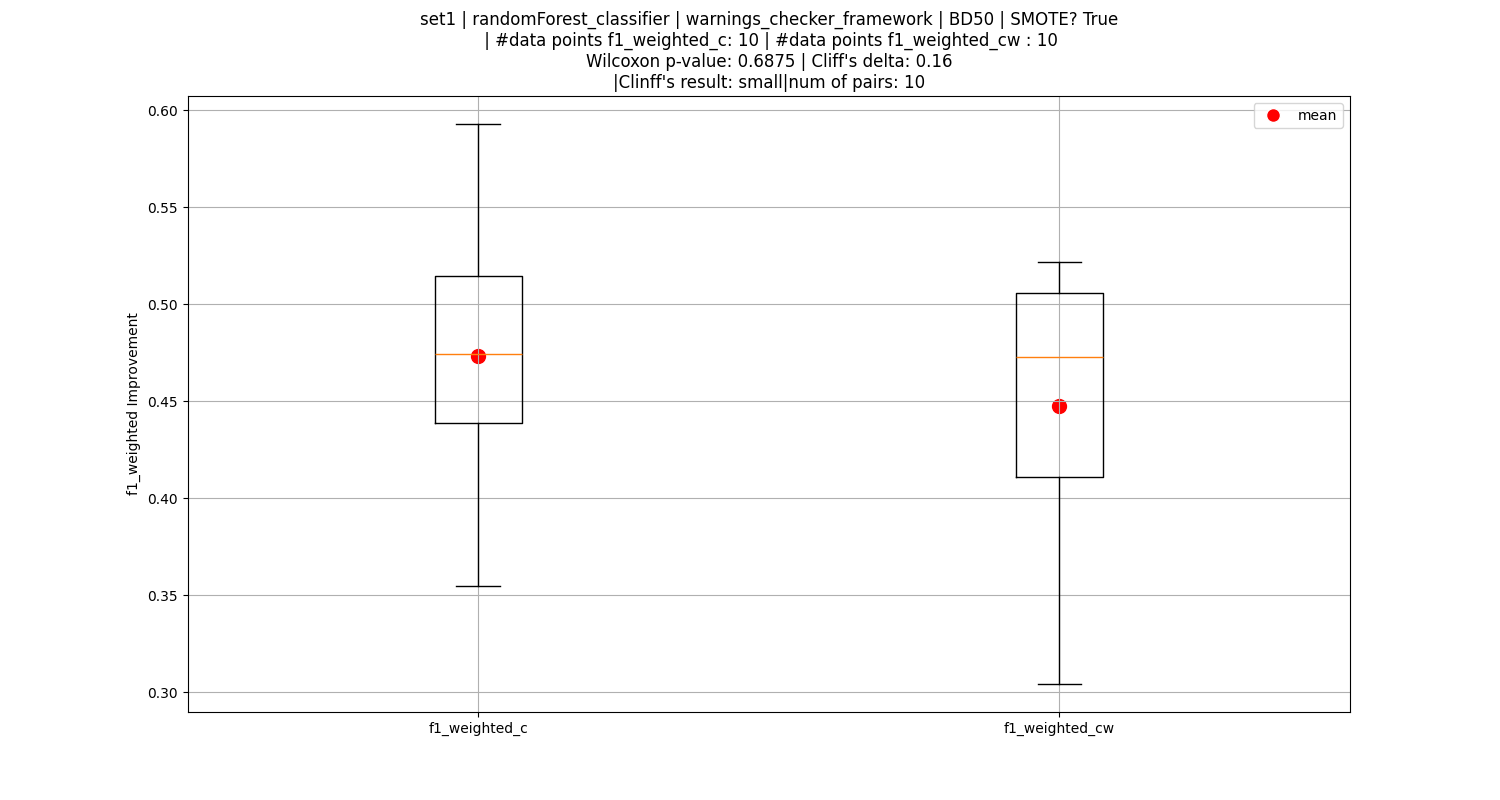 set1 | randomForest_classifier | warnings_checker_framework | BD50 | SMOTE? True
| #data points f1_weighted_c: 10 | #data points f1_weighted_cw : 10
Wilcoxon p-value: 0.6875 | Cliff's delta: 0.16
|Clinff's result: small|num of pairs: 10
mean
0.60
0.55
0.50
0.45
0.40
0.35
0.30
f1_weighted Improvement
f1_weighted_c
f1_weighted_cw